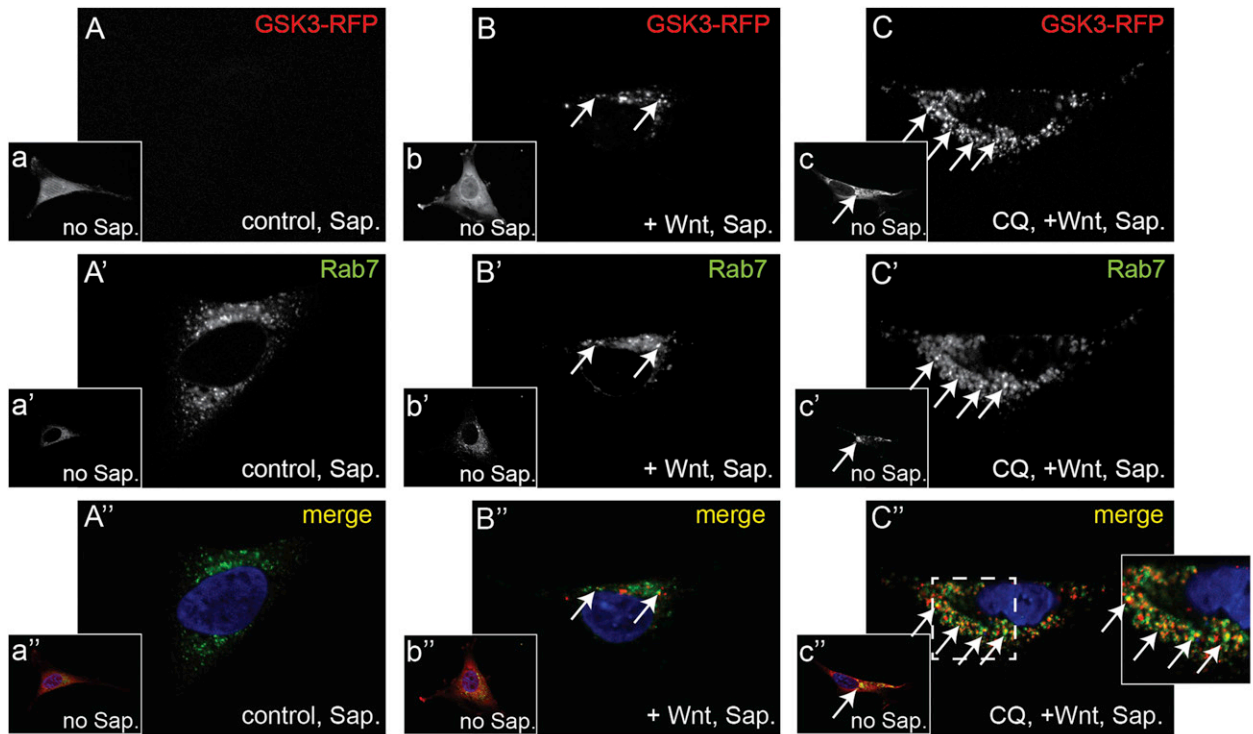 A GSK3-RFP
a no Sap.
control, Sap.
B GSK3-RFP
b no Sap.
+ Wnt, Sap.
C GSK3-RFP
c no Sap.
CQ, +Wnt, Sap.
A’ Rab7
a’ no Sap.
control, Sap.
B’ Rab7
b’ no Sap.
+ Wnt, Sap.
C’ Rab7
c’ no Sap.
CQ, +Wnt, Sap.
A’’ merge
a’’ no Sap.
control, Sap.
B’’ merge
b’’ no Sap.
+ Wnt, Sap.
C’’ merge
c’’ no Sap.
CQ, +Wnt, Sap.